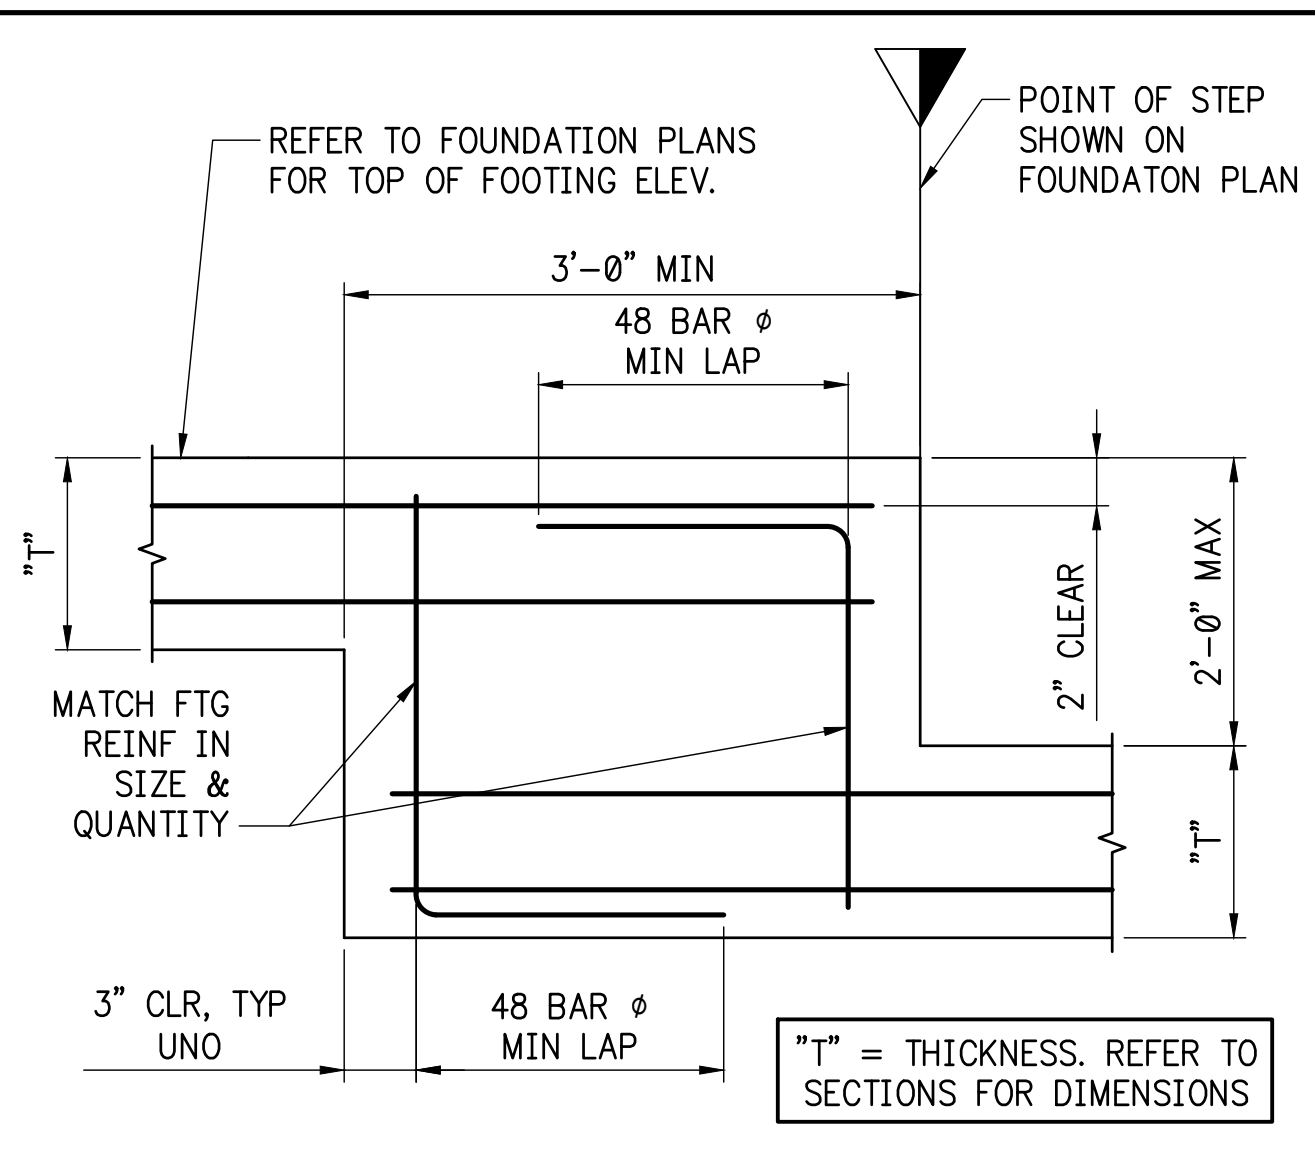 POINT OF STEP
SHOWN ON
FOUNDATON PLAN
REFER TO FOUNDATION PLANS
FOR TOP OF FOOTING ELEV.
3'-0" MIN
48 BAR ø
MIN LAP
"T"
2" CLEAR
2'-0" MAX
MATCH FTG
REINF IN
SIZE &
QUANTITY
"T"
3" CLR, TYP
UNO
48 BAR ø
MIN LAP
"T" = THICKNESS. REFER TO
SECTIONS FOR DIMENSIONS